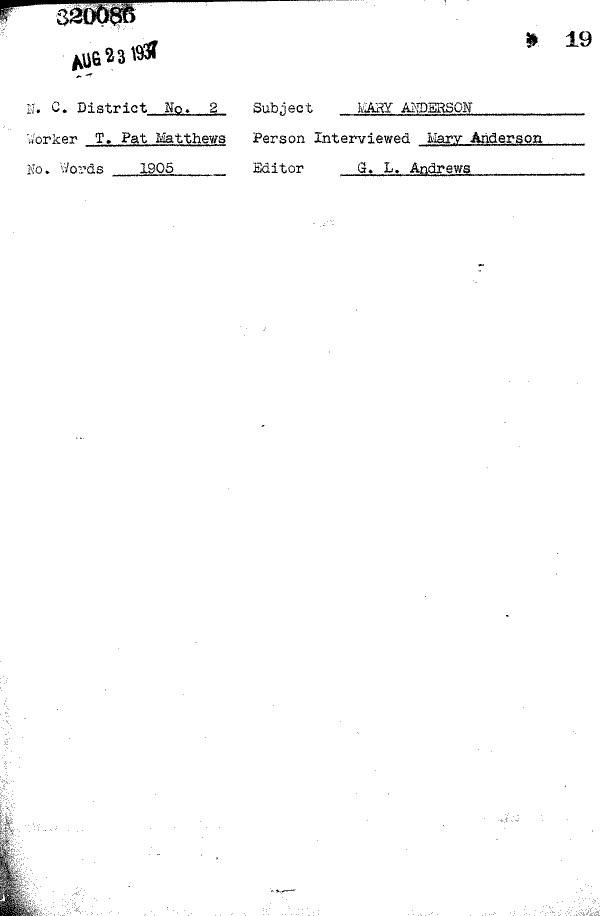 320086
19
AUG 23 1937
N. C. District No. 2 Subject MARY ANDERSON
Worker T. Pat Matthews Person Interviewed Mary Anderson
No. Words 1905 Editor G. L. Andrews